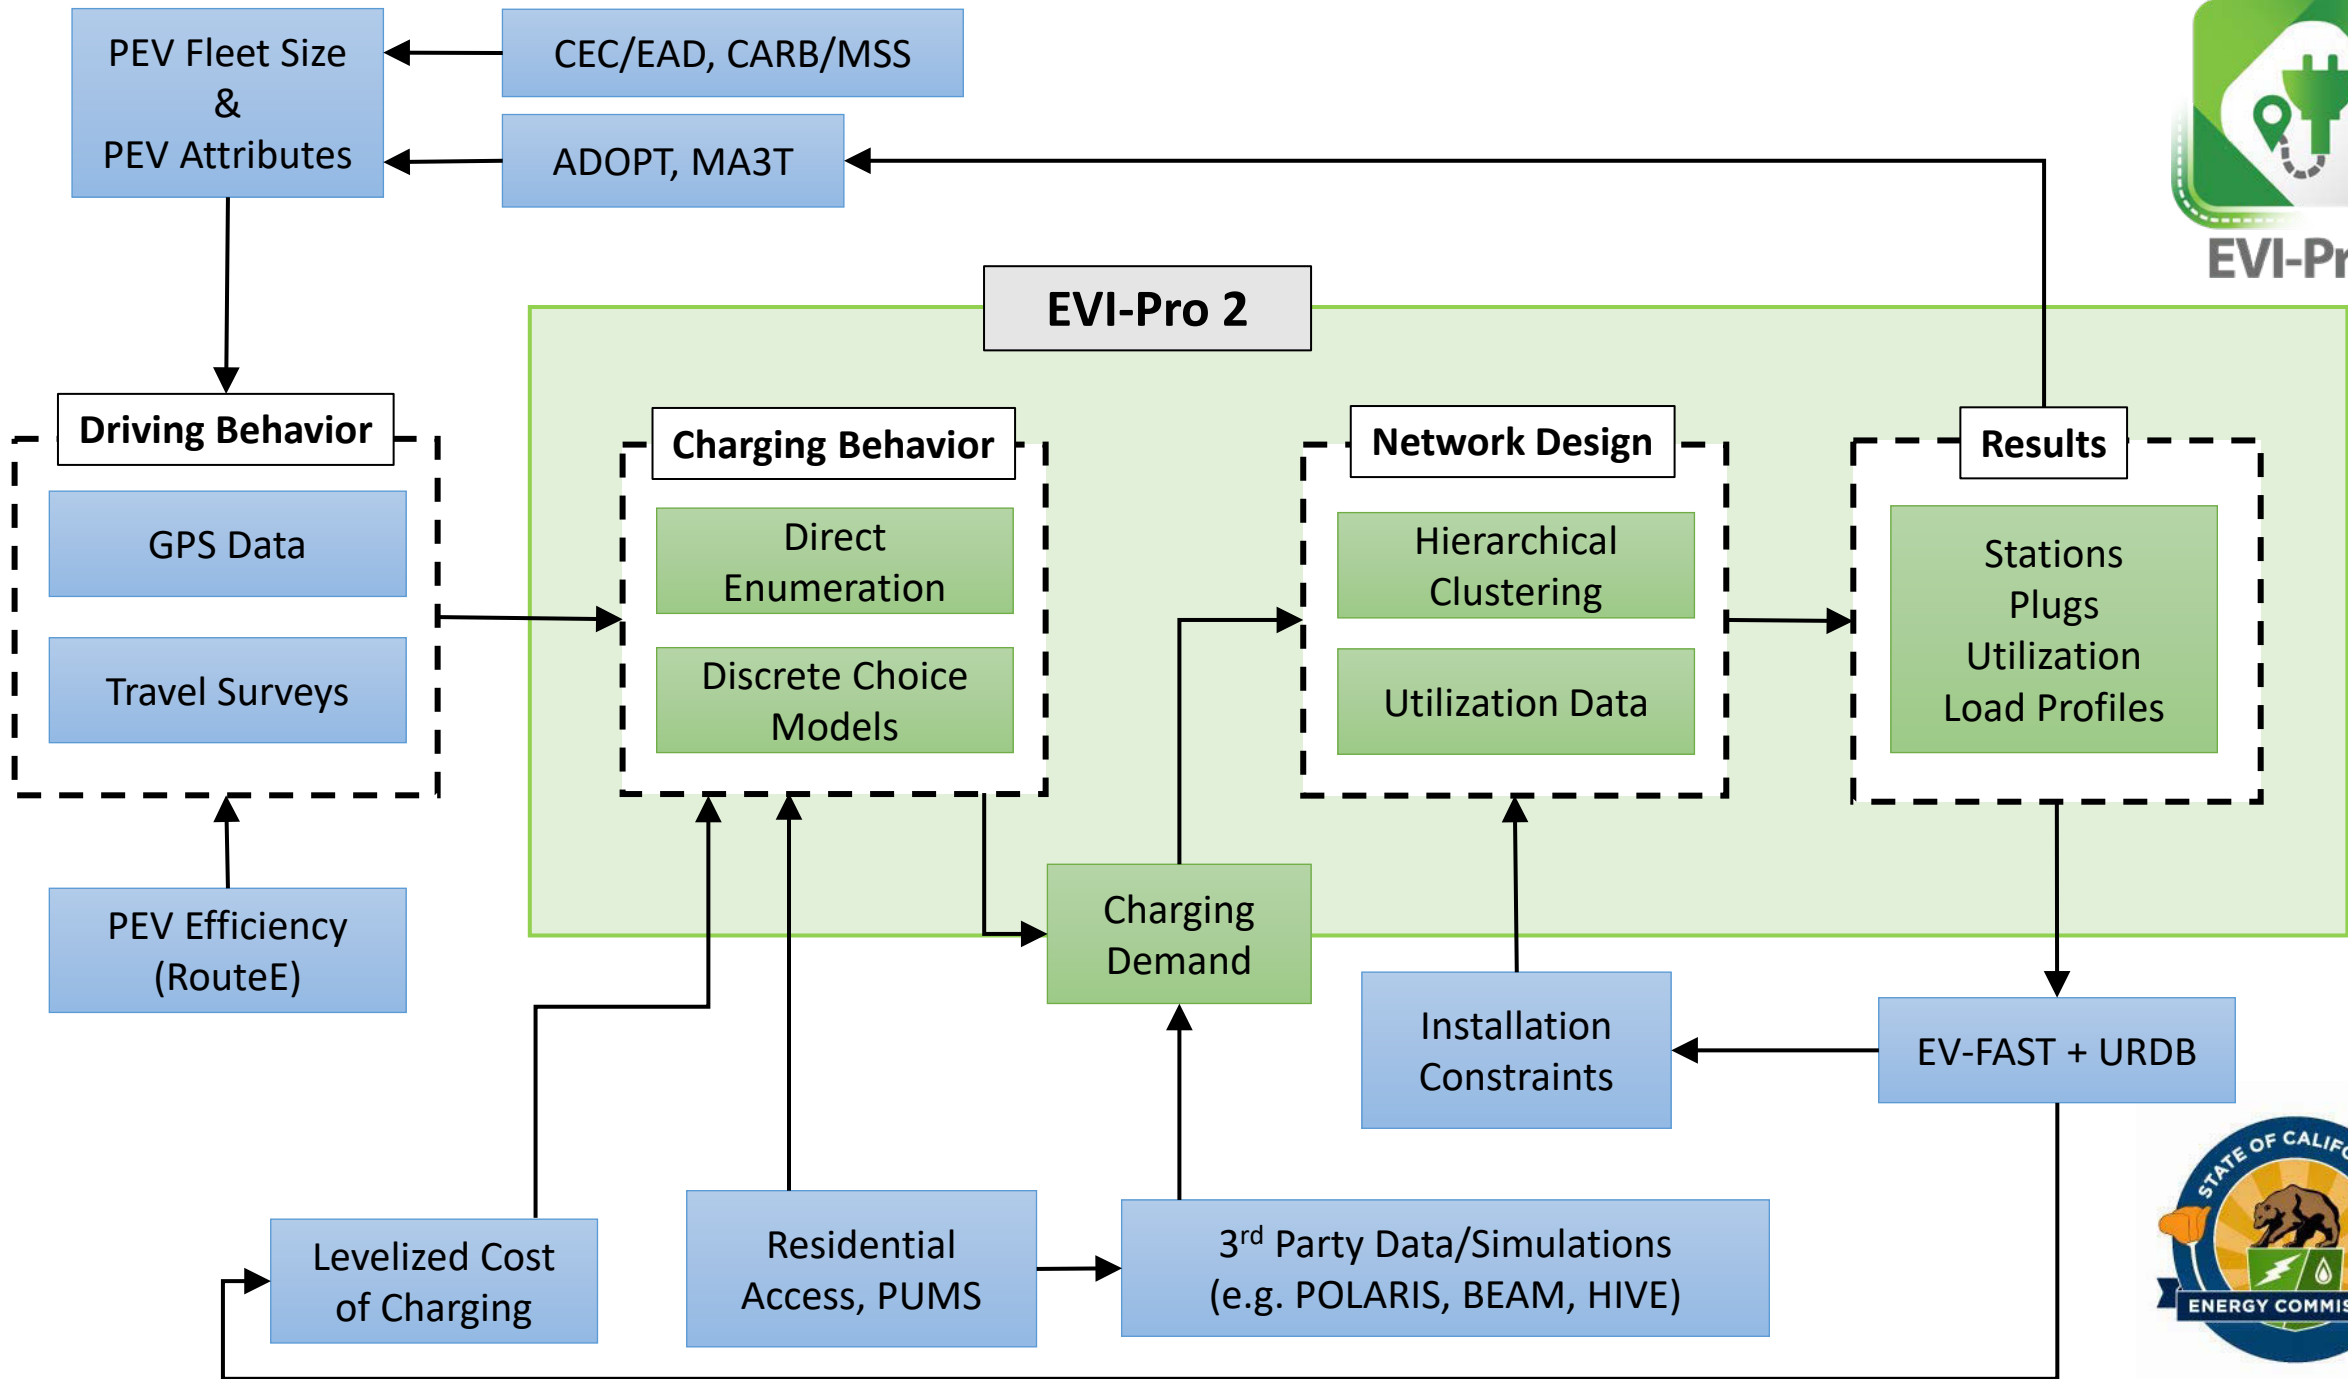 PEV Fleet Size
&
PEV Attributes
CEC/EAD, CARB/MSS
ADOPT, MA3T
EVI-Pr
EVI-Pro 2
Driving Behavior
GPS Data
Travel Surveys
Charging Behavior
Direct
Enumeration
Discrete Choice
Models
Network Design
Hierarchical
Clustering
Utilization Data
Results
Stations
Plugs
Utilization
Load Profiles
PEV Efficiency
(RouteE)
Charging
Demand
Installation
Constraints
EV-FAST + URDB
Levelized Cost
of Charging
Residential
Access, PUMS
3rd Party Data/Simulations
(e.g. POLARIS, BEAM, HIVE)
STATE OF CALIFO
ENERGY COMMIS